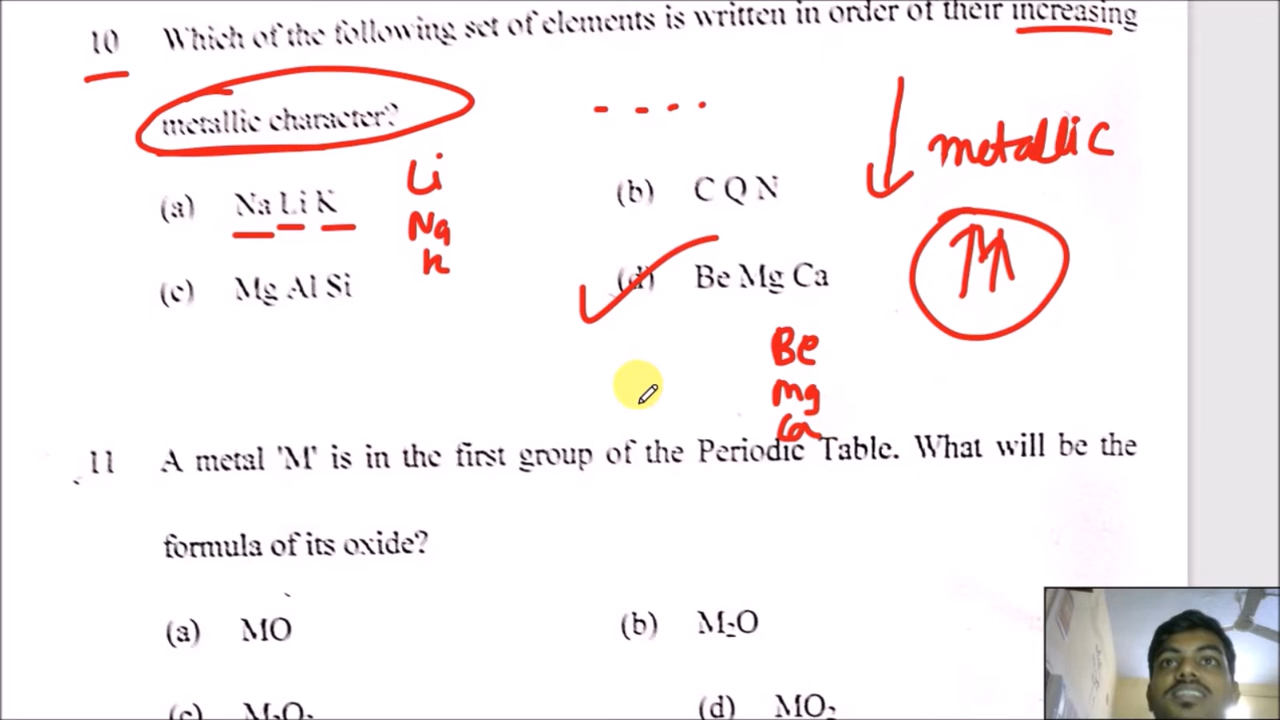 10 Which of the following set of elements is written in order of their increasing
metallic character?
metallic
(a) Na Li K
Li
Na
K
(b) C Q N
(c) Mg Al Si
(d) Be Mg Ca
Be
Mg
Ca
11 A metal 'M' is in the first group of the Periodic Table. What will be the
formula of its oxide?
(a) MO
(b) M₂O
(c) M₂O₃
(d) MO₂